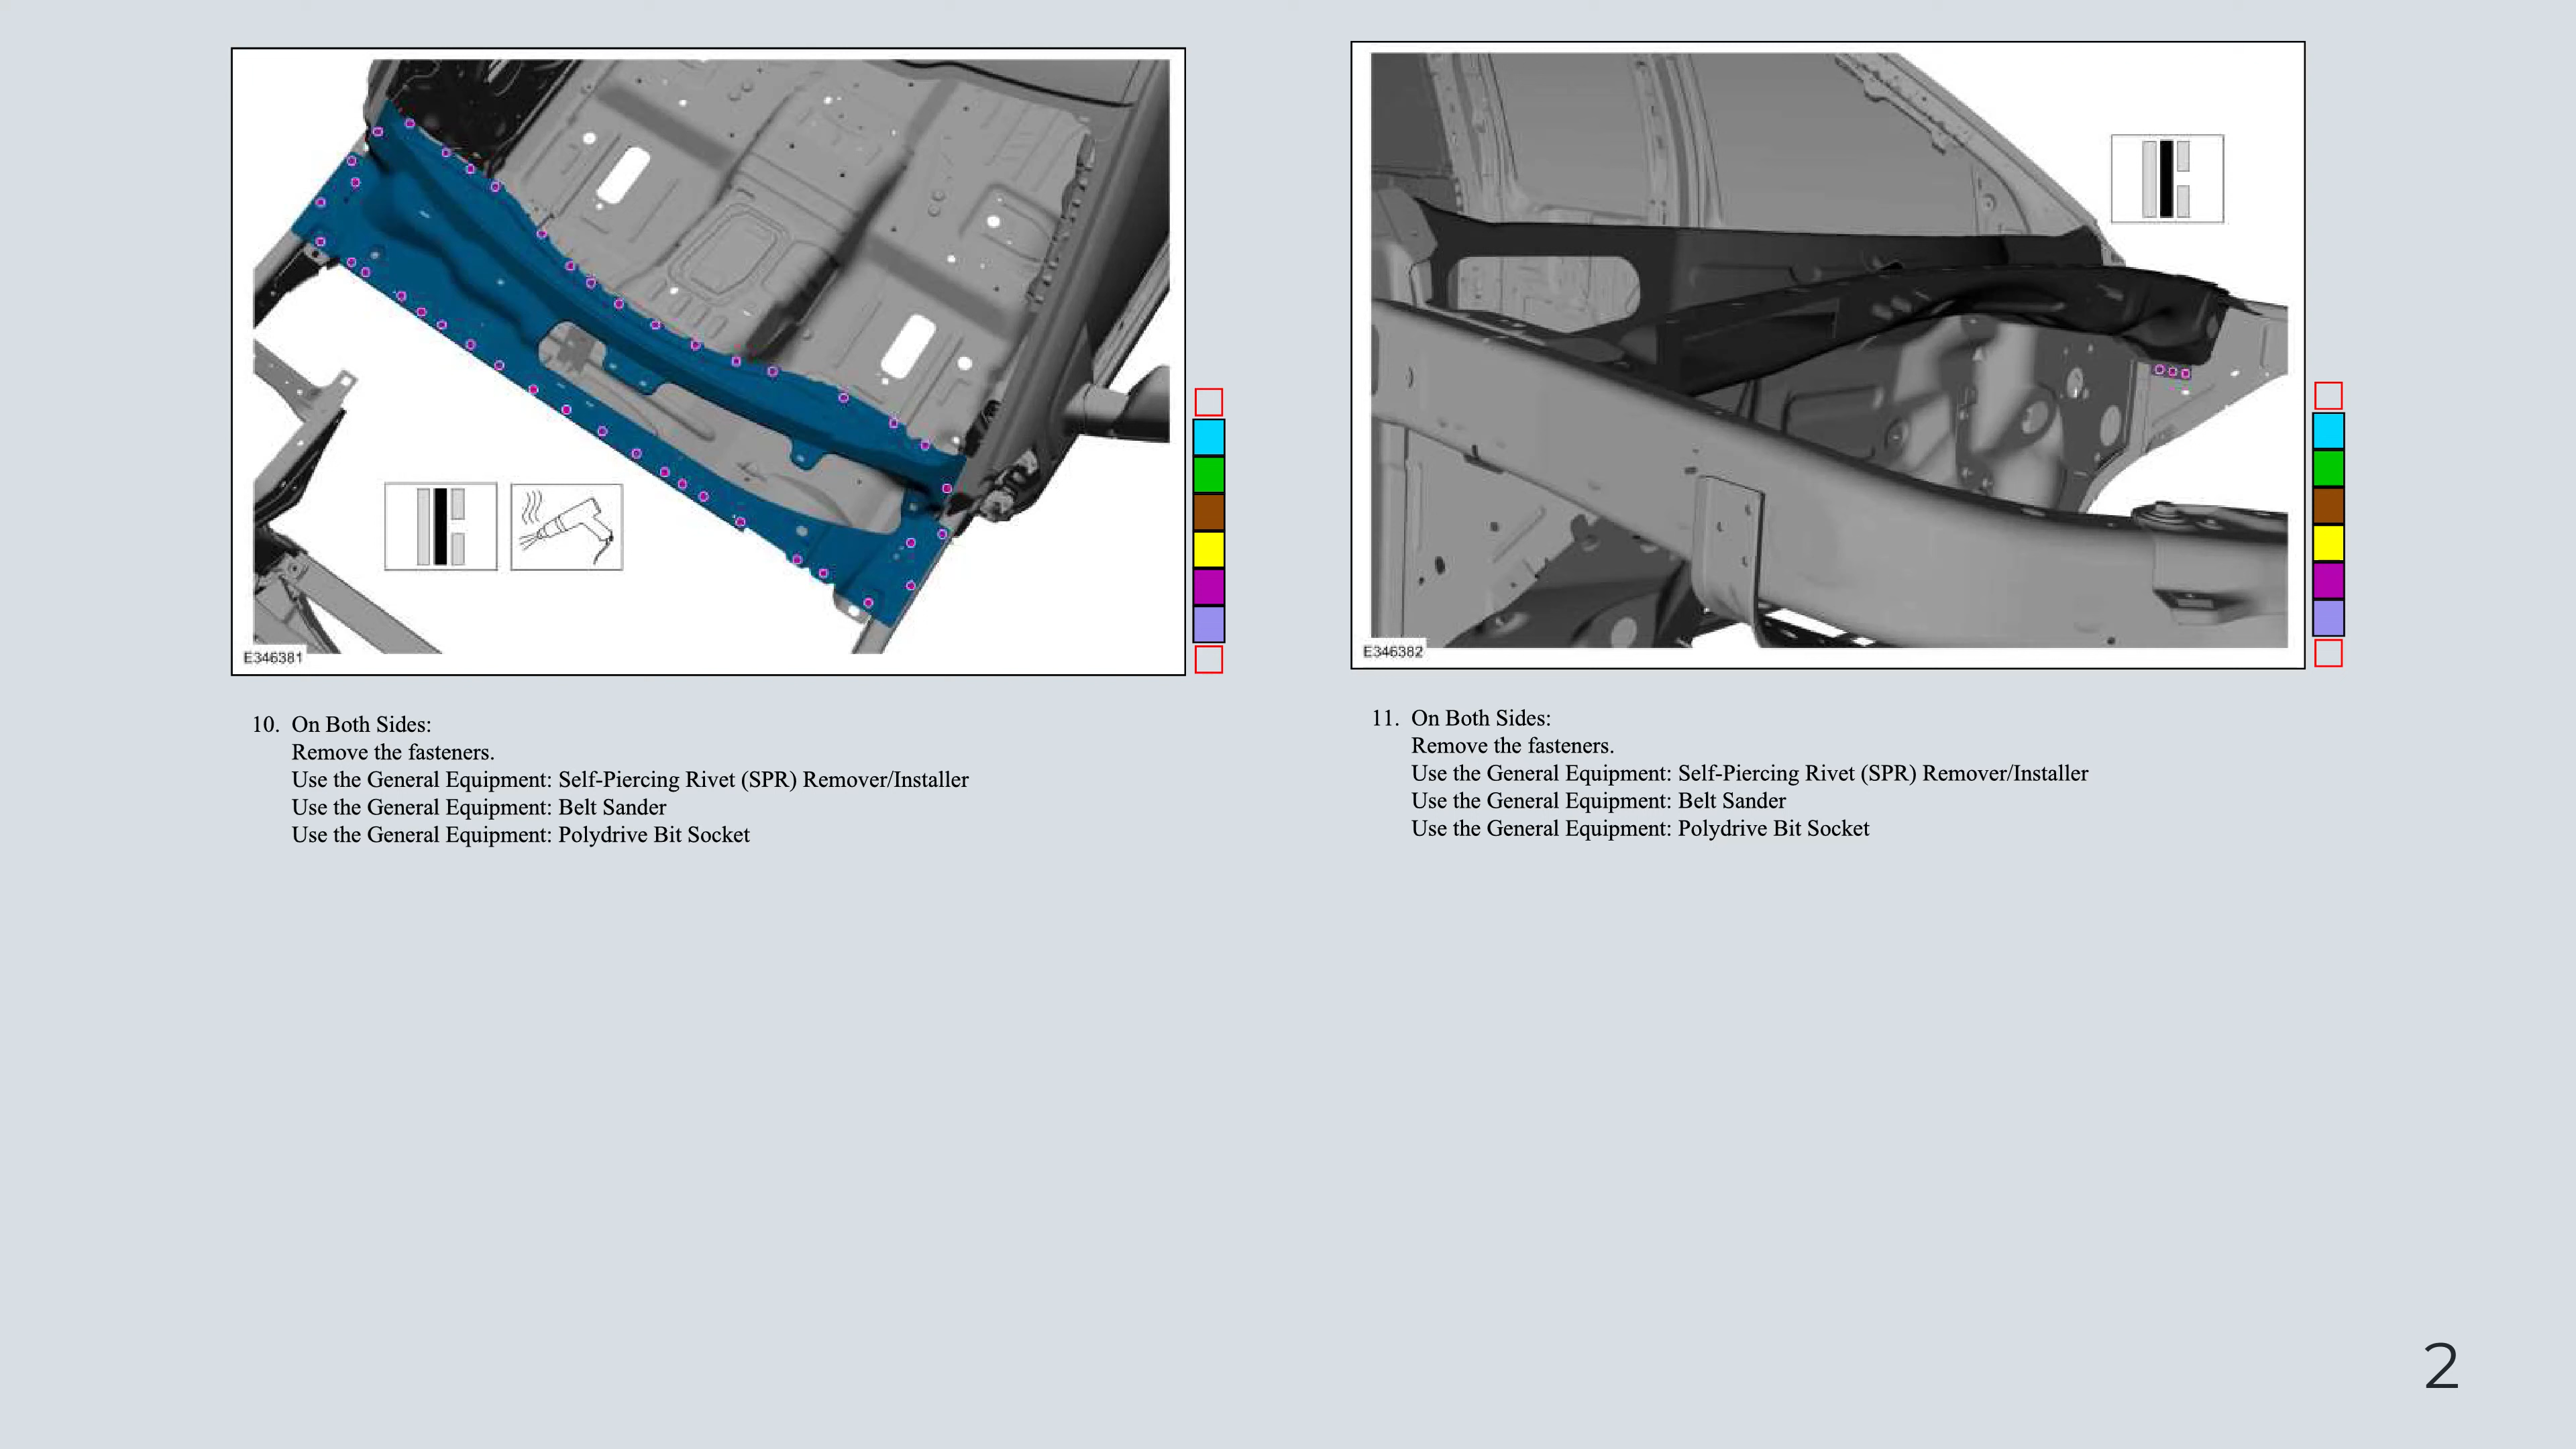 E346381
10. On Both Sides:
Remove the fasteners.
Use the General Equipment: Self-Piercing Rivet (SPR) Remover/Installer
Use the General Equipment: Belt Sander
Use the General Equipment: Polydrive Bit Socket
E346382
11. On Both Sides:
Remove the fasteners.
Use the General Equipment: Self-Piercing Rivet (SPR) Remover/Installer
Use the General Equipment: Belt Sander
Use the General Equipment: Polydrive Bit Socket
2